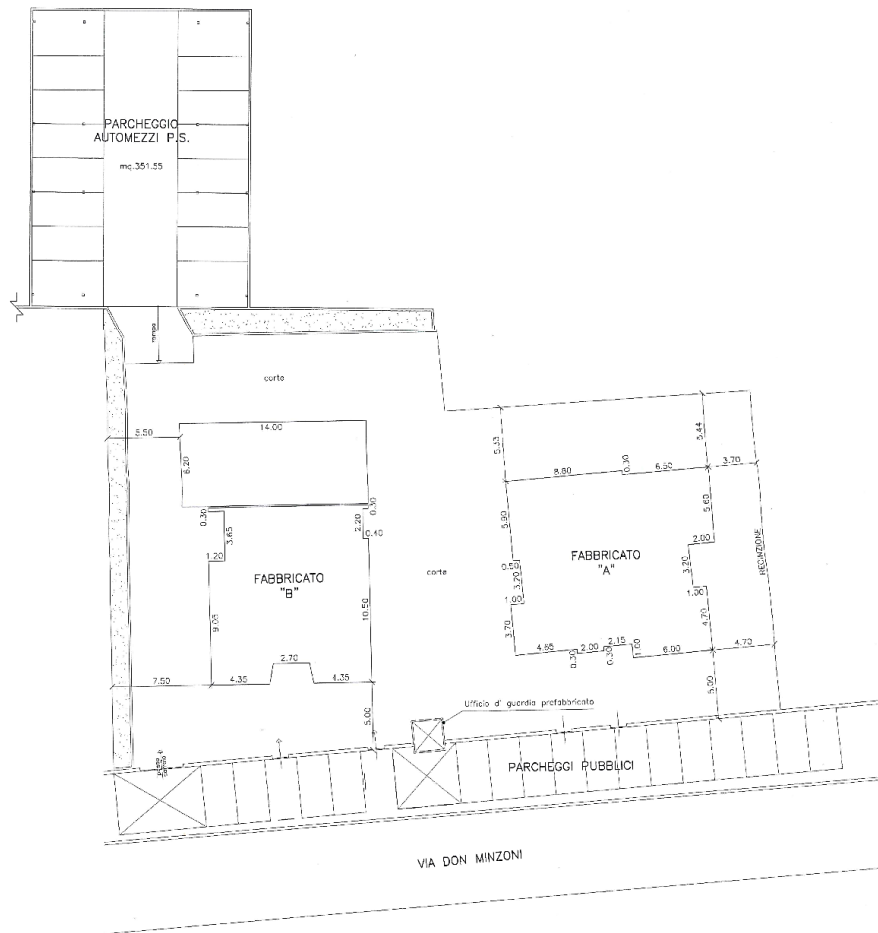 PARCHEGGIO
AUTOMEZZI P.S.
mq.351.55
rampa
corte
5.50
14.00
6.20
5.33
5.44
8.80
0.30
6.50
3.70
0.30
3.65
1.20
9.05
0.30
2.20
0.40
10.50
FABBRICATO
"B"
corte
5.90
0.50
3.20
1.00
3.70
FABBRICATO
"A"
5.60
2.00
3.20
1.00
4.70
RECINZIONE
4.65
0.30
2.00
0.30
2.15
1.00
6.00
4.70
5.00
2.70
7.50
4.35
4.35
5.00
Ufficio d' guardia prefabbricato
PARCHEGGI PUBBLICI
VIA DON MINZONI